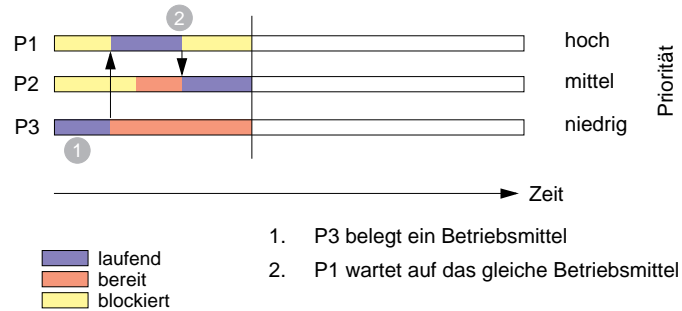 2
P1
hoch
P2
mittel
P3
niedrig
Priorität
1
Zeit
1. P3 belegt ein Betriebsmittel
2. P1 wartet auf das gleiche Betriebsmittel
laufend
bereit
blockiert